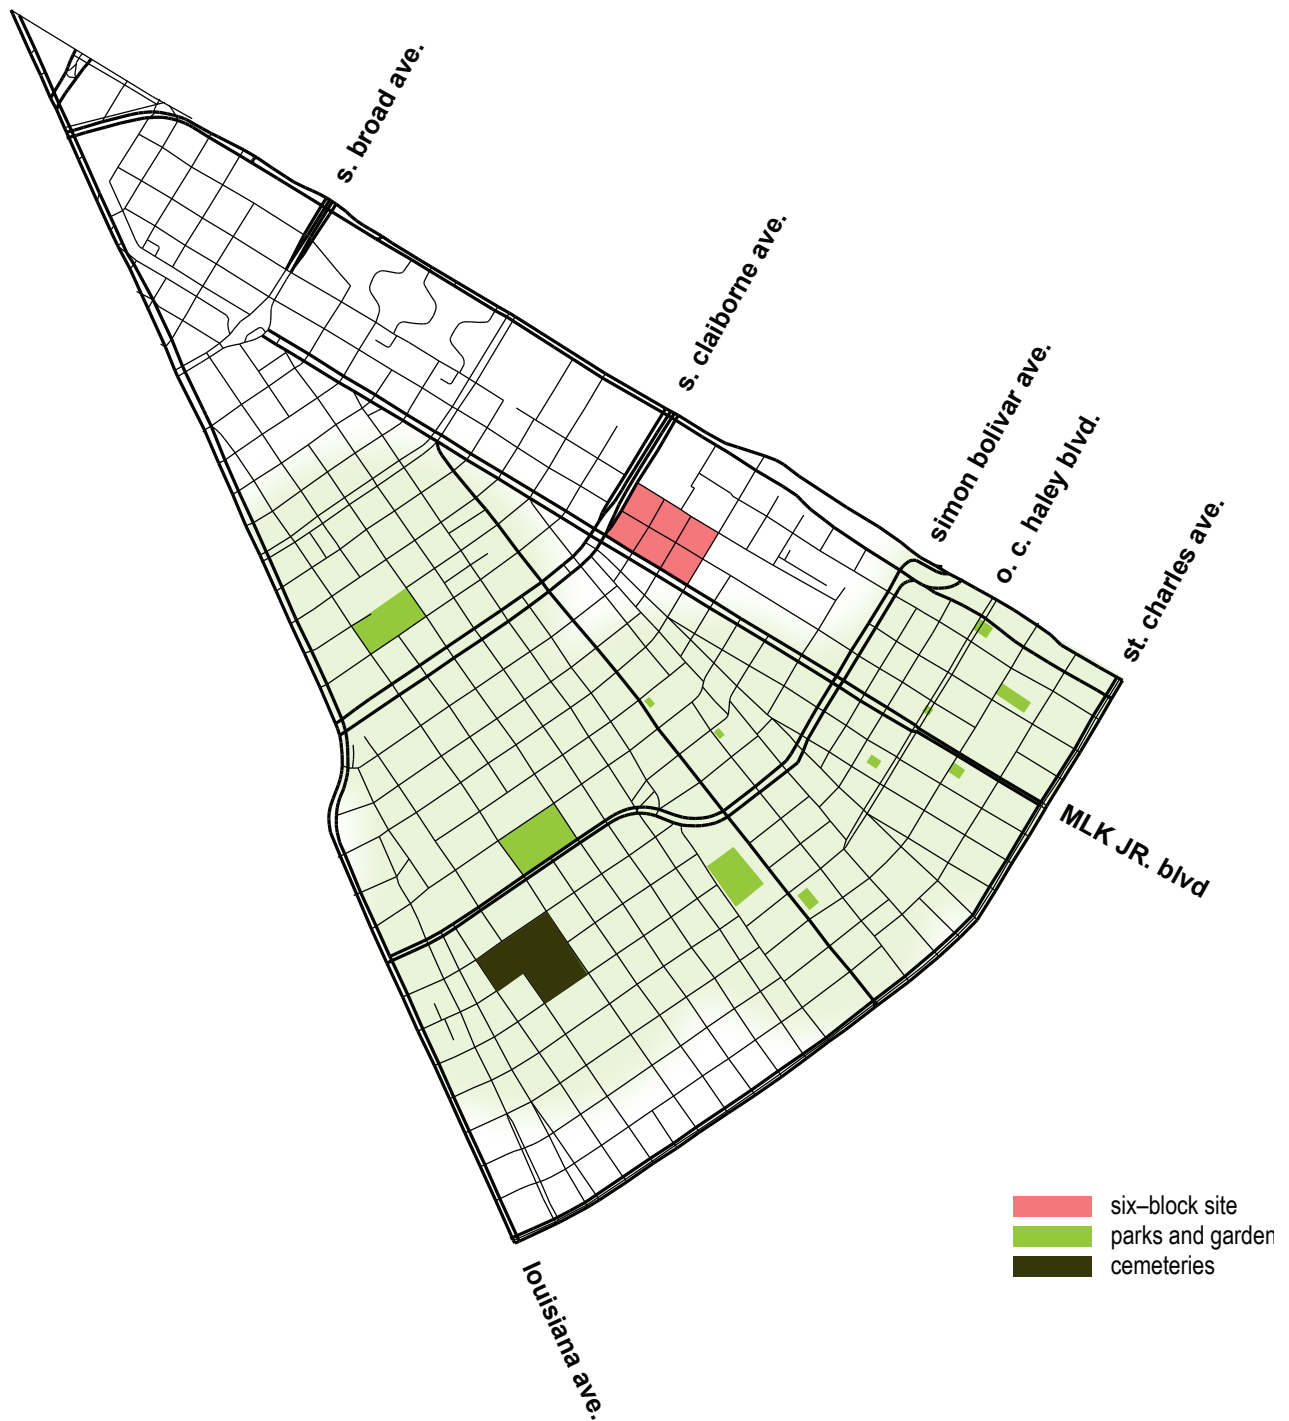 s. broad ave.
s. claiborne ave.
simon bolivar ave.
o. c. haley blvd.
st. charles ave.
MLK JR. blvd
louisiana ave.
six–block site
parks and garden
cemeteries